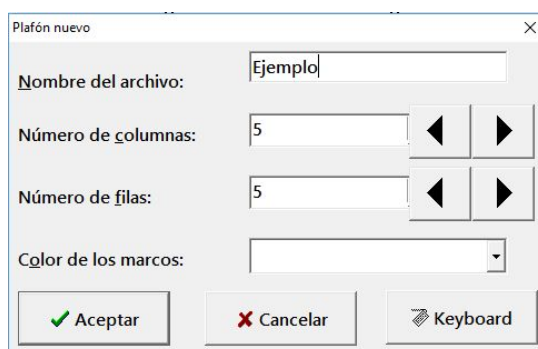 Plafón nuevo
Nombre del archivo: Ejemplo
Número de columnas: 5
Número de filas: 5
Color de los marcos:
Aceptar Cancelar Keyboard